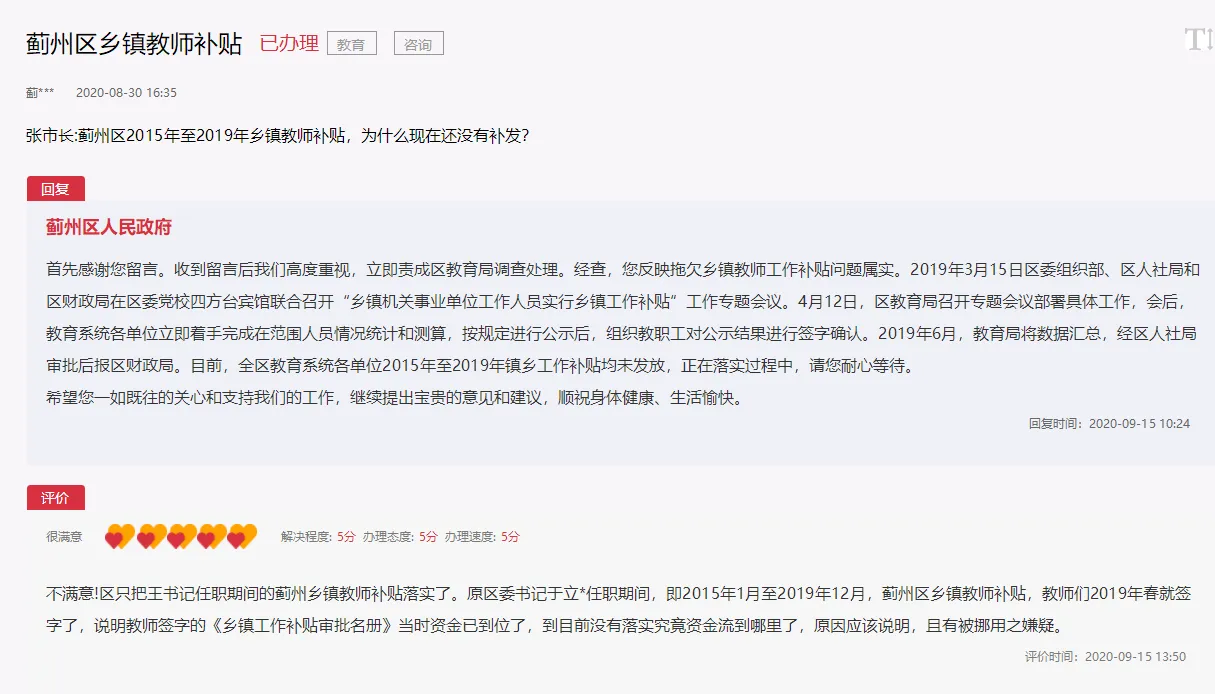 蓟州区乡镇教师补贴 已办理 教育 咨询
蓟*** 2020-08-30 16:35
张市长:蓟州区2015年至2019年乡镇教师补贴，为什么现在还没有补发?
回复
蓟州区人民政府
首先感谢您留言。收到留言后我们高度重视，立即责成区教育局调查处理。经查，您反映拖欠乡镇教师工作补贴问题属实。2019年3月15日区委组织部、区人社局和
区财政局在区委党校四方台宾馆联合召开“乡镇机关事业单位工作人员实行乡镇工作补贴”工作专题会议。4月12日，区教育局召开专题会议部署具体工作，会后，
教育系统各单位立即着手完成在范围人员情况统计和测算，按规定进行公示后，组织教职工对公示结果进行签字确认。2019年6月，教育局将数据汇总，经区人社局
审批后报区财政局。目前，全区教育系统各单位2015年至2019年镇乡工作补贴均未发放，正在落实过程中，请您耐心等待。
希望您一如既往的关心和支持我们的工作，继续提出宝贵的意见和建议，顺祝身体健康、生活愉快。
回复时间：2020-09-15 10:24
评价
很满意 解决程度: 5分 办理态度: 5分 办理速度: 5分
不满意!区只把王书记任职期间的蓟州乡镇教师补贴落实了。原区委书记于立*任职期间，即2015年1月至2019年12月，蓟州区乡镇教师补贴，教师们2019年春就签
字了，说明教师签字的《乡镇工作补贴审批名册》当时资金已到位了，到目前没有落实究竟资金流到哪里了，原因应该说明，且有被挪用之嫌疑。
评价时间：2020-09-15 13:50